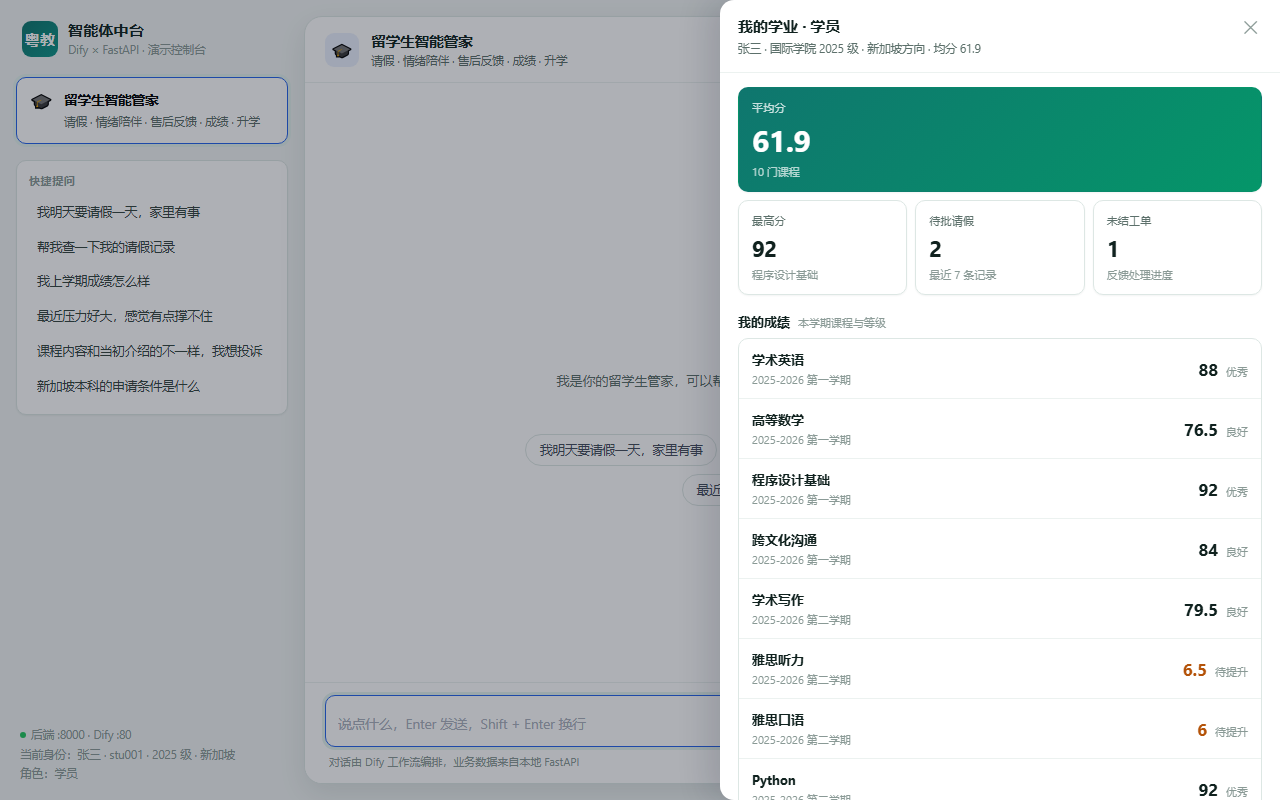 粤教
智能体中台
Dify × FastAPI · 演示控制台
留学生智能管家
请假 · 情绪陪伴 · 售后反馈 · 成绩 · 升学
快捷提问
我明天要请假一天，家里有事
帮我查一下我的请假记录
我上学期成绩怎么样
最近压力好大，感觉有点撑不住
课程内容和当初介绍的不一样，我想投诉
新加坡本科的申请条件是什么
后端 :8000 · Dify :80
当前身份：张三 · stu001 · 2025 级 · 新加坡
角色：学员
留学生智能管家
请假 · 情绪陪伴 · 售后反馈 · 成绩 · 升学
我是你的留学生管家，可以
我明天要请假一天，家里有事
最近
说点什么，Enter 发送，Shift + Enter 换行
对话由 Dify 工作流编排，业务数据来自本地 FastAPI
我的学业 · 学员
张三 · 国际学院 2025 级 · 新加坡方向 · 均分 61.9
平均分
61.9
10 门课程
最高分
92
程序设计基础
待批请假
2
最近 7 条记录
未结工单
1
反馈处理进度
我的成绩 本学期课程与等级
学术英语
2025-2026 第一学期
88 优秀
高等数学
2025-2026 第一学期
76.5 良好
程序设计基础
2025-2026 第一学期
92 优秀
跨文化沟通
2025-2026 第一学期
84 良好
学术写作
2025-2026 第二学期
79.5 良好
雅思听力
2025-2026 第二学期
6.5 待提升
雅思口语
2025-2026 第二学期
6 待提升
Python
2025-2026 第二学期
92 优秀